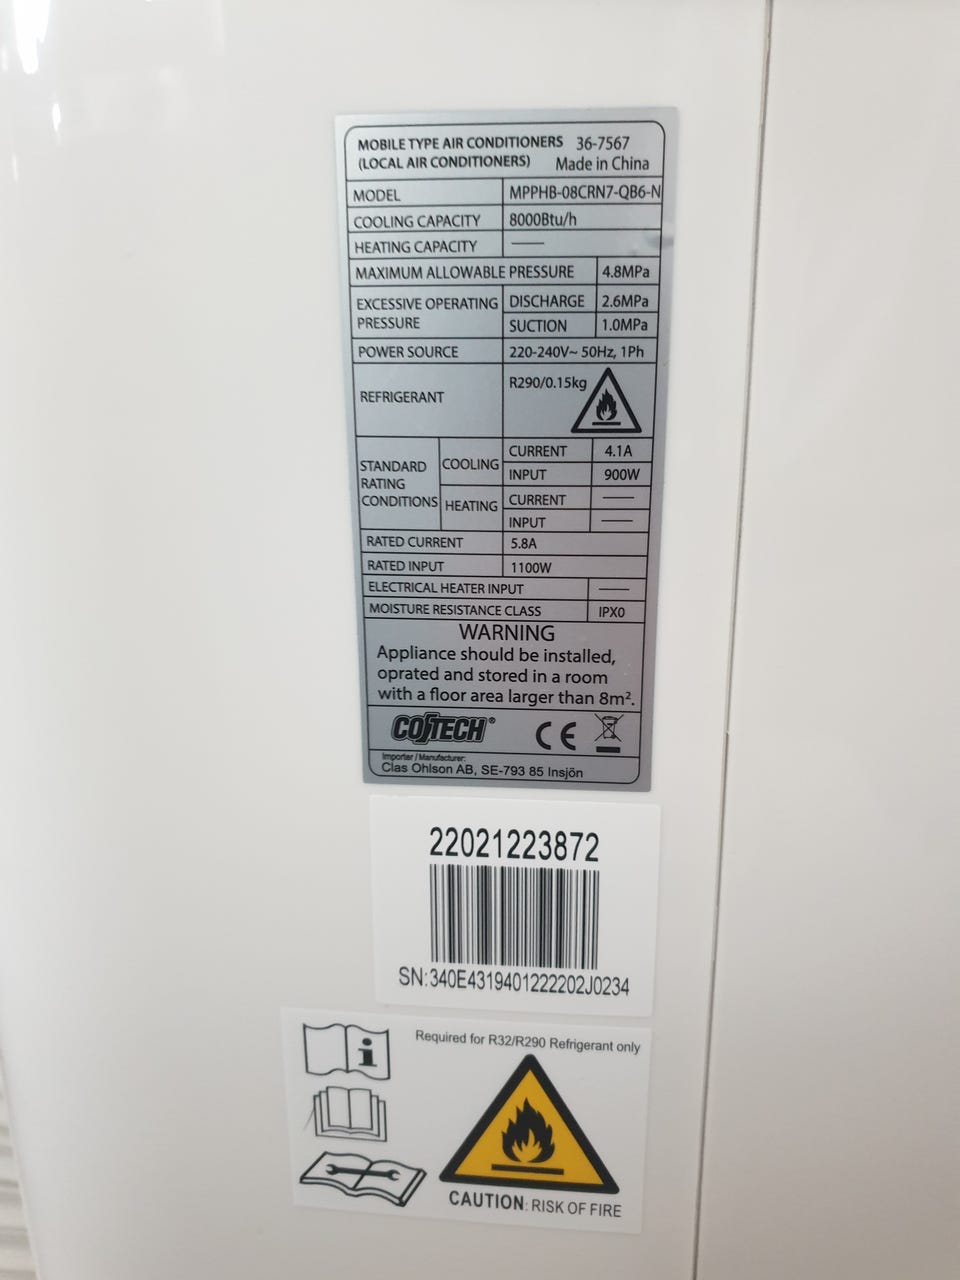 MOBILE TYPE AIR CONDITIONERS 36-7567
(LOCAL AIR CONDITIONERS) Made in China
MODEL MPPHB-08CRN7-QB6-N
COOLING CAPACITY 8000Btu/h
HEATING CAPACITY ——
MAXIMUM ALLOWABLE PRESSURE 4.8MPa
EXCESSIVE OPERATING PRESSURE DISCHARGE 2.6MPa
SUCTION 1.0MPa
POWER SOURCE 220-240V~ 50Hz, 1Ph
REFRIGERANT R290/0.15kg
STANDARD RATING CONDITIONS COOLING CURRENT 4.1A
INPUT 900W
HEATING CURRENT ——
INPUT ——
RATED CURRENT 5.8A
RATED INPUT 1100W
ELECTRICAL HEATER INPUT ——
MOISTURE RESISTANCE CLASS IPX0
WARNING
Appliance should be installed,
oprated and stored in a room
with a floor area larger than 8m².
COTECH® CE
Importer / Manufacturer:
Clas Ohlson AB, SE-793 85 Insjön
22021223872
SN:340E4319401222202J0234
Required for R32/R290 Refrigerant only
CAUTION: RISK OF FIRE